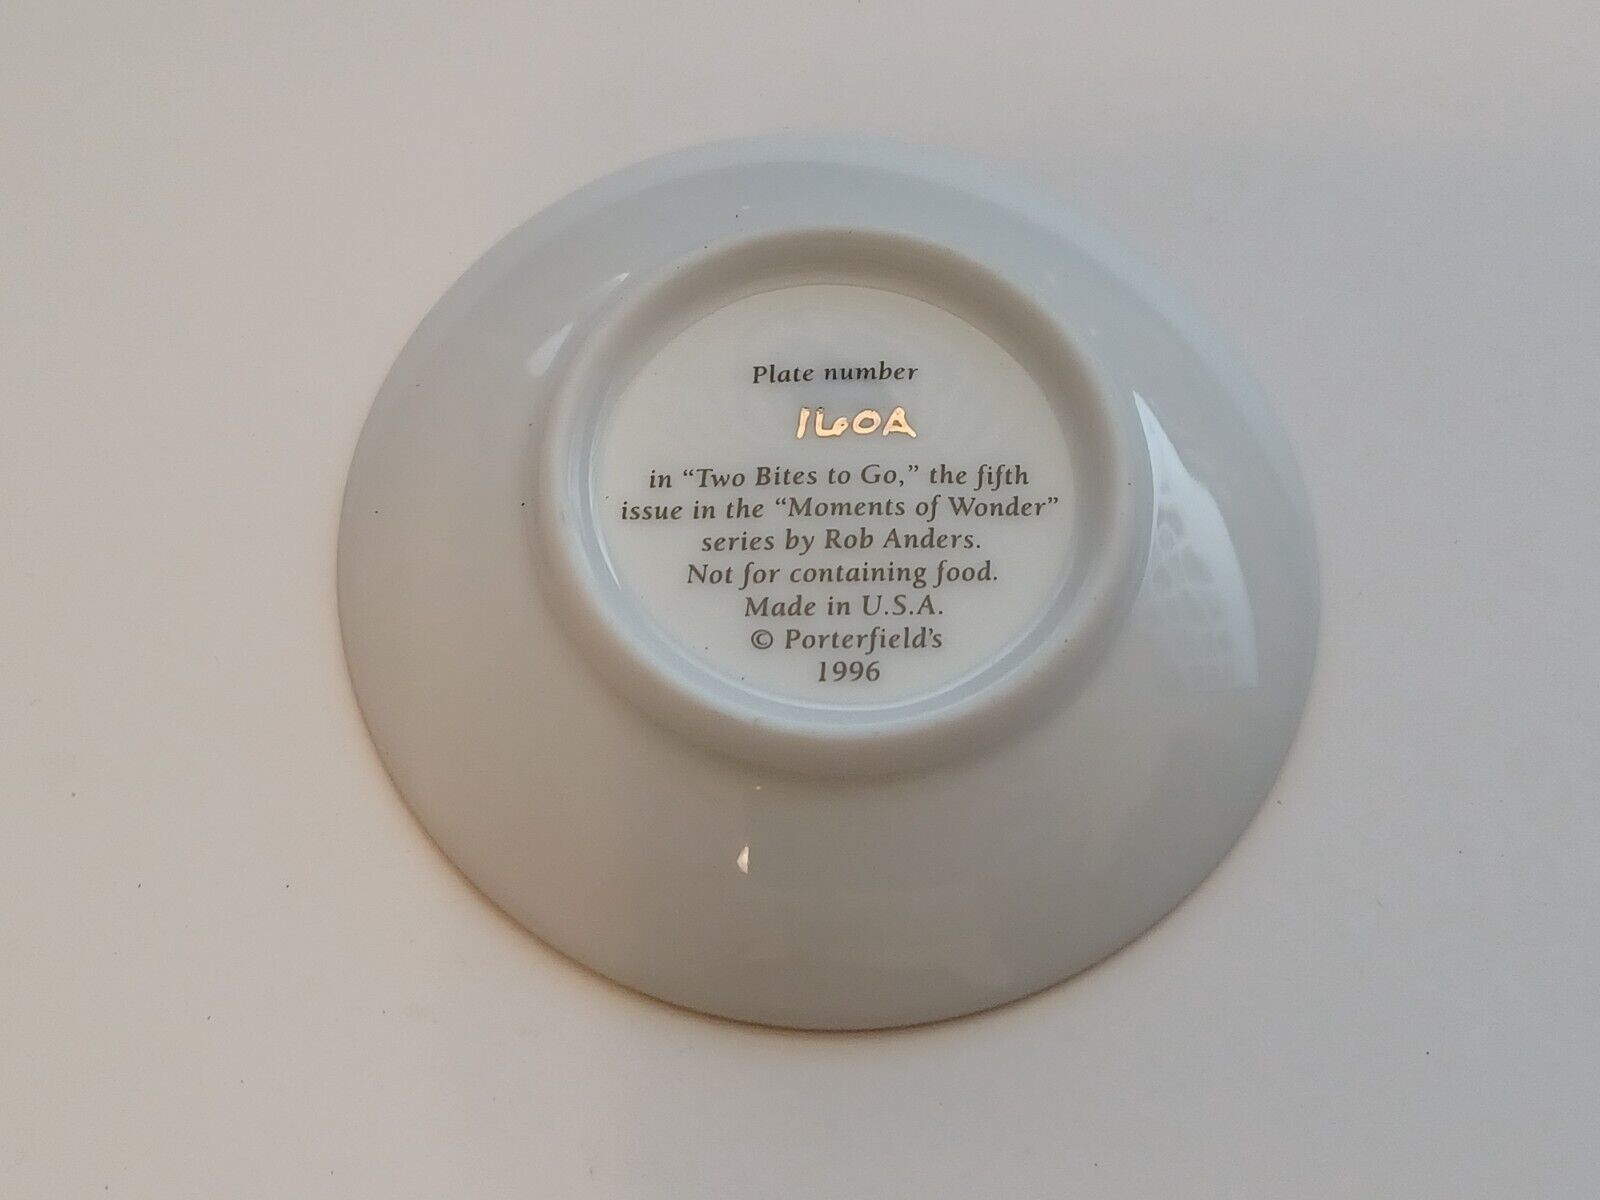 Plate number
160A
in “Two Bites to Go,” the fifth
issue in the “Moments of Wonder”
series by Rob Anders.
Not for containing food.
Made in U.S.A.
© Porterfield’s
1996